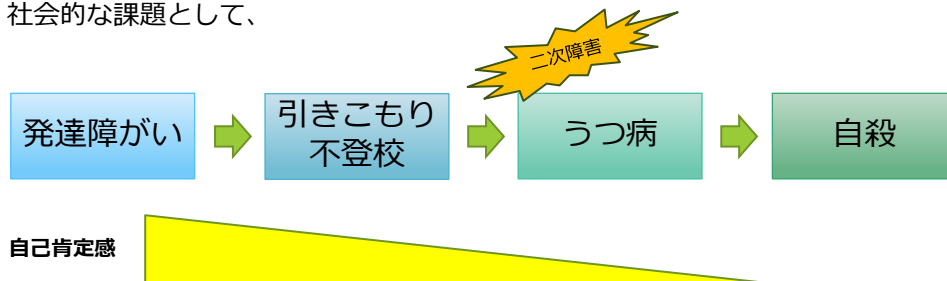 社会的な課題として、
二次障害
発達障がい
引きこもり
不登校
うつ病
自殺
自己肯定感